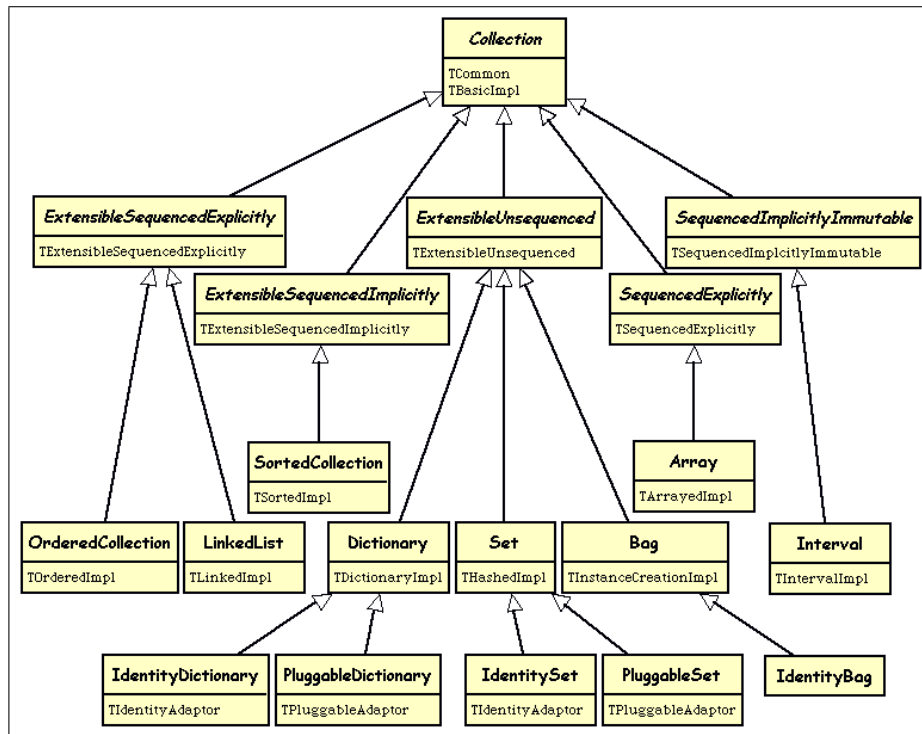 Collection
TCommon
TBasicImpl
ExtensibleSequencedExplicitly
TExtensibleSequencedExplicitly
ExtensibleUnsequenced
TExtensibleUnsequenced
SequencedImplicitlyImmutable
TSequencedImplcitlyImmutable
ExtensibleSequencedImplicitly
TExtensibleSequencedImplicitly
SequencedExplicitly
TSequencedExplicitly
SortedCollection
TSortedImpl
Array
TArrayedImpl
OrderedCollection
TOrderedImpl
LinkedList
TLinkedImpl
Dictionary
TDictionaryImpl
Set
THashedImpl
Bag
TInstanceCreationImpl
Interval
TIntervalImpl
IdentityDictionary
TIdentityAdaptor
PluggableDictionary
TPluggableAdaptor
IdentitySet
TIdentityAdaptor
PluggableSet
TPluggableAdaptor
IdentityBag